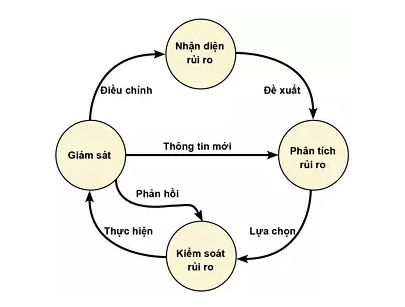 Nhận diện
rủi ro
Điều chỉnh
Đề xuất
Giám sát
Thông tin mới
Phân tích
rủi ro
Phản hồi
Thực hiện
Lựa chọn
Kiểm soát
rủi ro